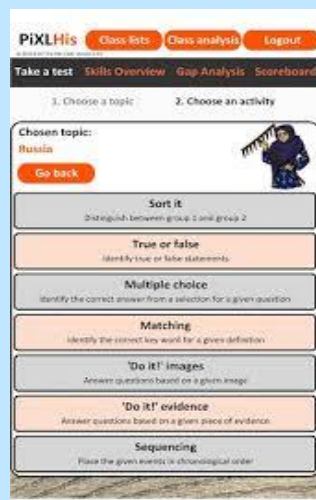 PiXLHis
Class lists
Class analysis
Logout
Take a test
Skills Overview
Gap Analysis
Scoreboard
1. Choose a topic
2. Choose an activity
Chosen topic:
Russia
Go back
Sort it
Distinguish between group 1 and group 2
True or false
Identify true or false statements
Multiple choice
Identify the correct answer from a selection for a given question
Matching
Identify the correct key word for a given definition
'Do it!' images
Answer questions based on a given image
'Do it!' evidence
Answer questions based on a given piece of evidence
Sequencing
Place the given events in chronological order